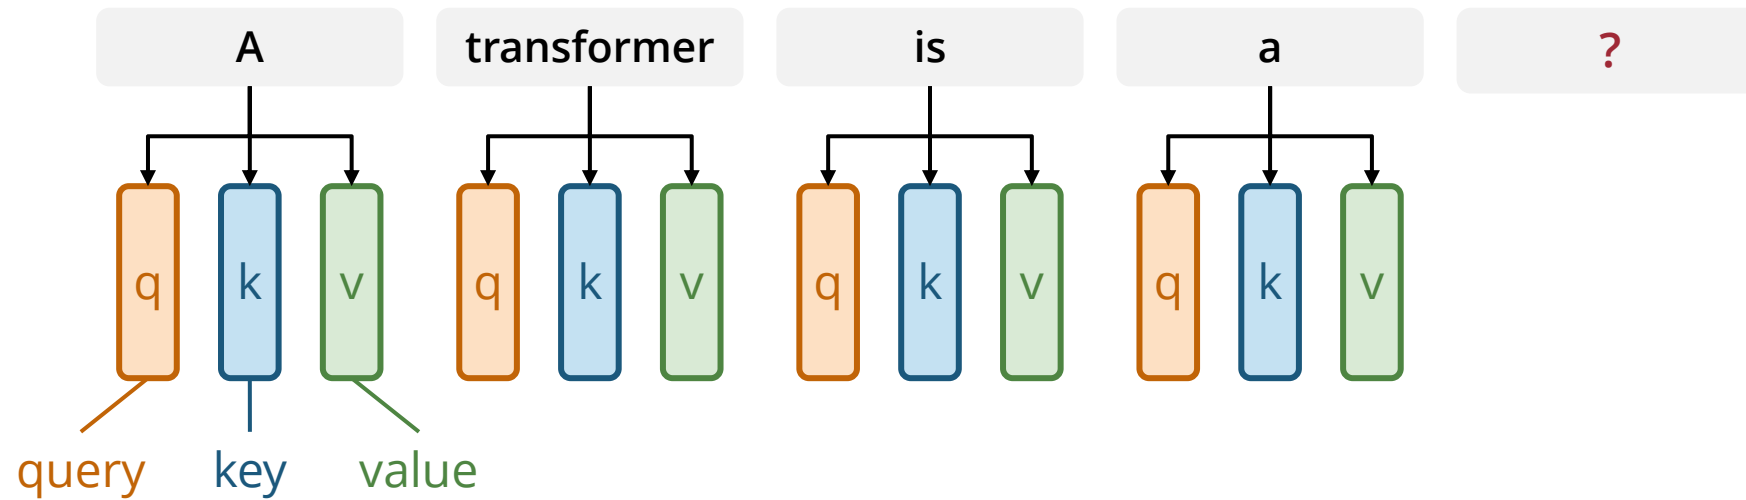 A transformer is a ?
q k v q k v q k v q k v
query key value